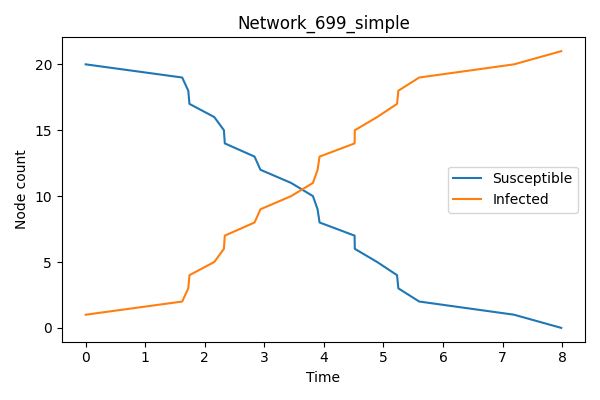 Network_699_simple
Node count
20
15
10
5
0
Susceptible
Infected
0 1 2 3 4 5 6 7 8
Time